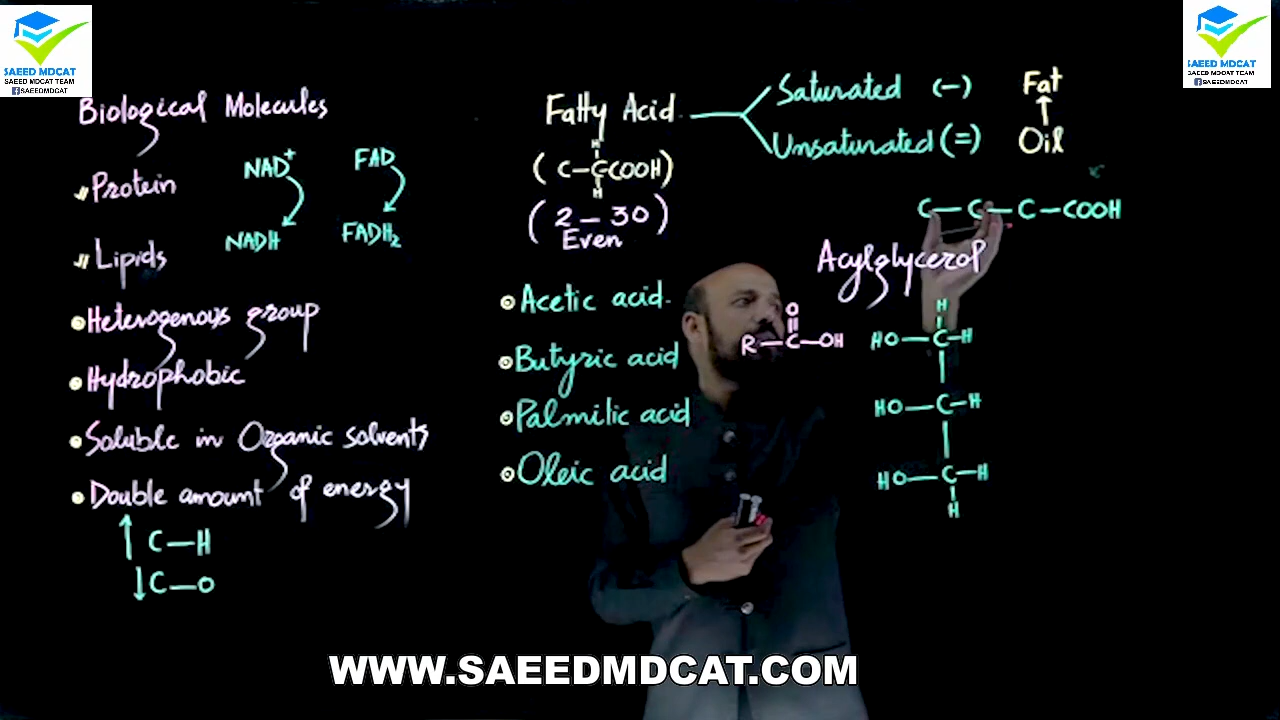 SAEED MDCAT
SAEED MDCAT TEAM
SAEEDMDCAT
SAEED MDCAT
SAEED MDCAT TEAM
SAEEDMDCAT
Biological Molecules
Protein
NAD+
NADH
FAD
FADH2
Lipids
Heterogenous group
Hydrophobic
Soluble in Organic solvents
Double amount of energy
↑ C—H
↓ C—O
Fatty Acid
Saturated (—)
Unsaturated (=)
Fat
↑
Oil
H
(C—C-COOH)
H
(2 – 30)
Even
Acetic acid
Butyric acid
Palmilic acid
Oleic acid
C—C—C—COOH
Acylglycerol
O
R—C—OH
H
HO—C—H
HO—C—H
HO—C—H
H
WWW.SAEEDMDCAT.COM